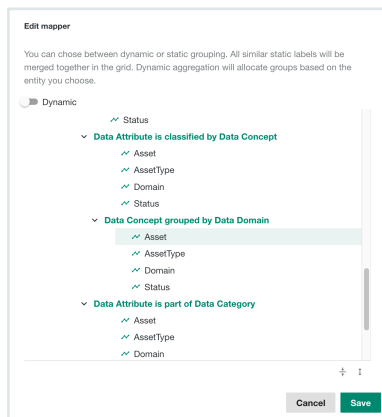 Edit mapper
You can chose between dynamic or static grouping. All similar static labels will be
merged together in the grid. Dynamic aggregation will allocate groups based on the
entity you choose.
Dynamic
Status
Data Attribute is classified by Data Concept
Asset
AssetType
Domain
Status
Data Concept grouped by Data Domain
Asset
AssetType
Domain
Status
Data Attribute is part of Data Category
Asset
AssetType
Domain
Cancel Save